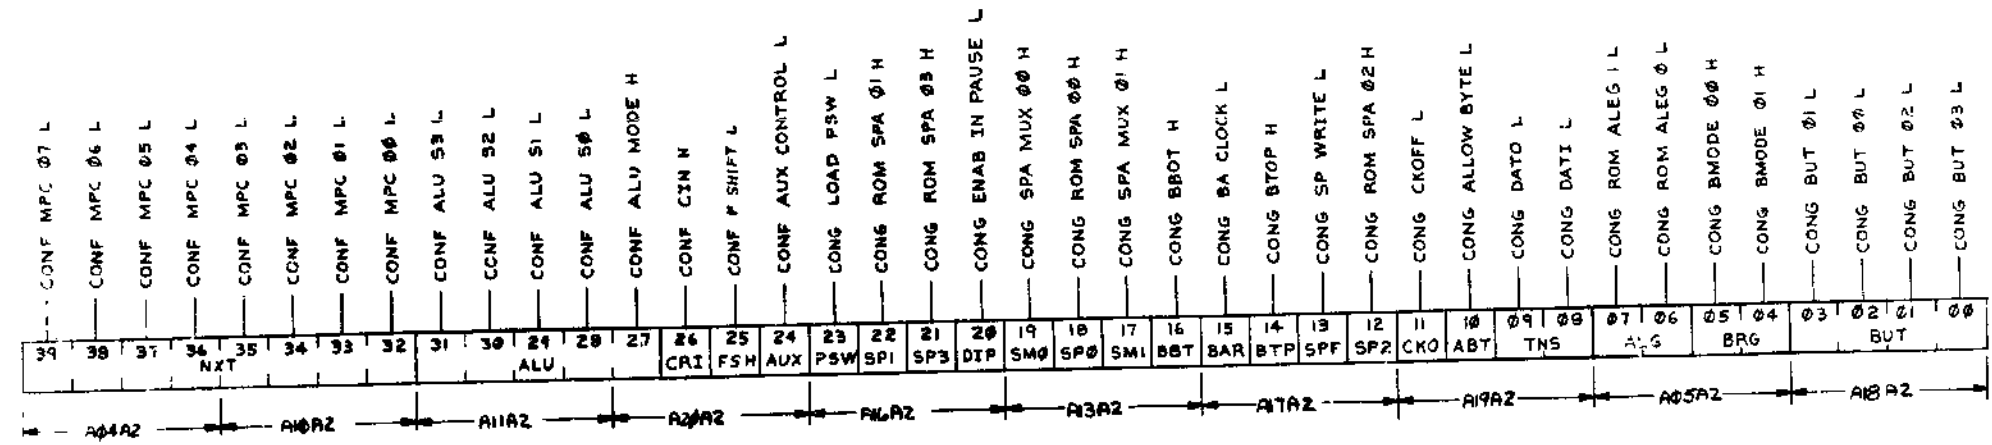 CONF MPC Ø7 L
CONF MPC Ø6 L
CONF MPC Ø5 L
CONF MPC Ø4 L
CONF MPC Ø3 L
CONF MPC Ø2 L
CONF MPC Ø1 L
CONF MPC ØØ L
CONF ALU S3 L
CONF ALU S2 L
CONF ALU S1 L
CONF ALU SØ L
CONF ALU MODE H
CONF CIN H
CONF F SHIFT L
CONF AUX CONTROL L
CONG LOAD PSW L
CONG ROM SPA Ø1 H
CONG ROM SPA Ø3 H
CONG ENAB IN PAUSE L
CONG SPA MUX ØØ H
CONG ROM SPA ØØ H
CONG SPA MUX Ø1 H
CONG BBOT H
CONG BA CLOCK L
CONG BTOP H
CONG SP WRITE L
CONG ROM SPA Ø2 H
CONG CKOFF L
CONG ALLOW BYTE L
CONG DATO L
CONG DATI L
CONG ROM ALEG 1 L
CONG ROM ALEG Ø L
CONG BMODE ØØ H
CONG BMODE Ø1 H
CONG BUT Ø1 L
CONG BUT ØØ L
CONG BUT Ø2 L
CONG BUT Ø3 L
39 38 37 36 35 34 33 32 31 3Ø 29 28 27 26 25 24 23 22 21 2Ø 19 18 17 16 15 14 13 12 11 1Ø Ø9 Ø8 Ø7 Ø6 Ø5 Ø4 Ø3 Ø2 Ø1 ØØ
NXT ALU CRI FSH AUX PSW SP1 SP3 DTP SMØ SPØ SM1 BBT BAR BTP SPF SP2 CKO ABT TNS ALG BRG BUT
AØ4A2 A1ØA2 A11A2 A2ØA2 A16A2 A13A2 A17A2 A19A2 AØ5A2 A18A2